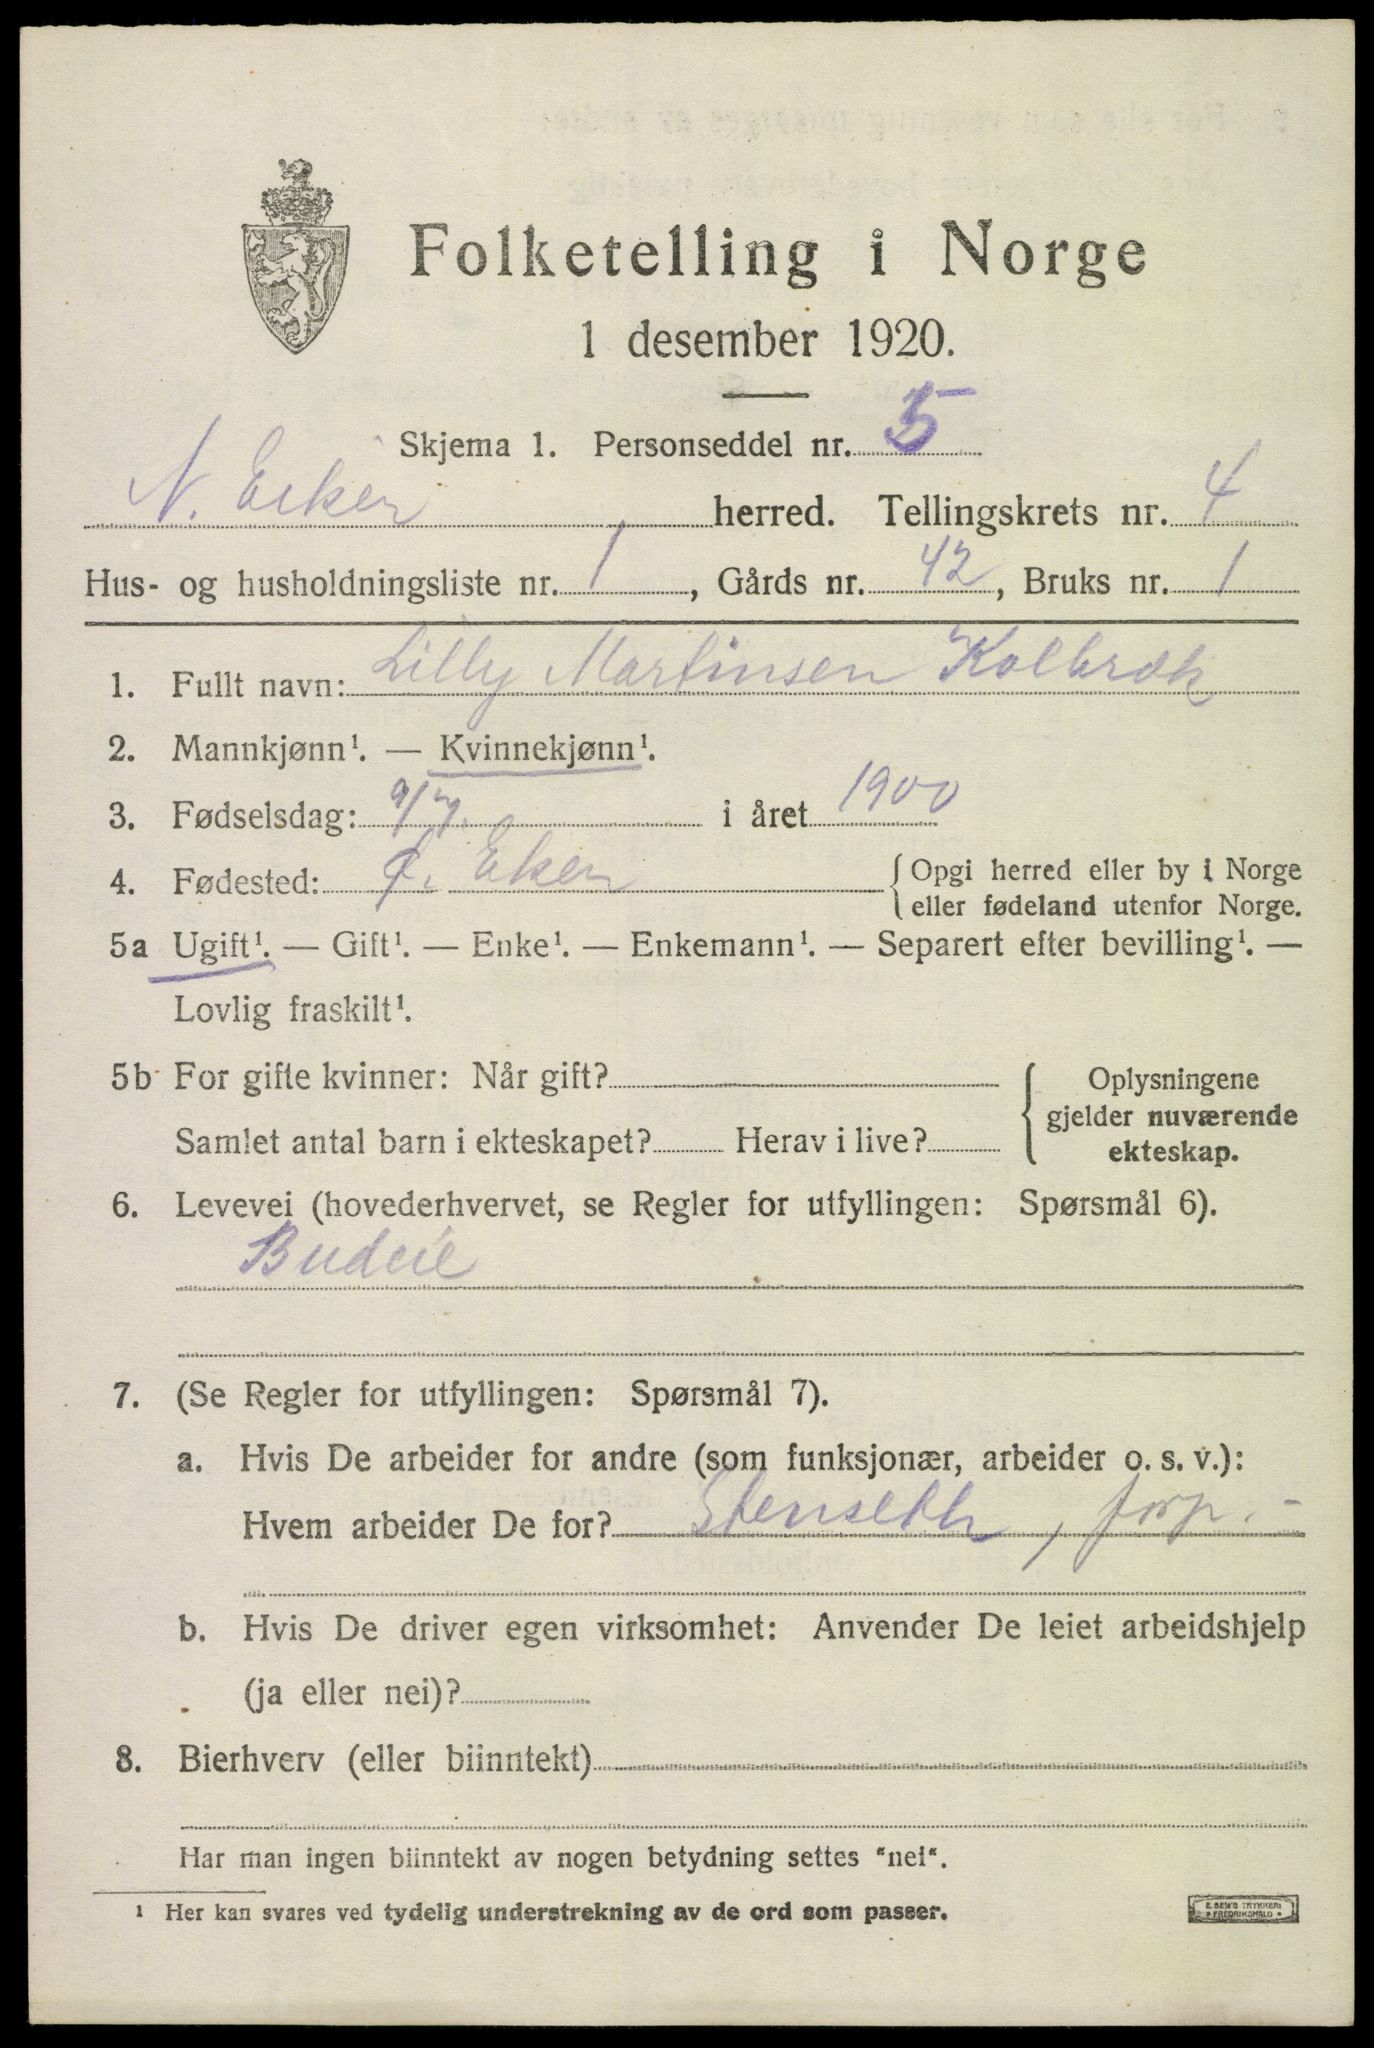 Folketelling i Norge
1 desember 1920.
Skjema 1. Personseddel nr. 5
N. Eiker herred. Tellingskrets nr. 4
Hus- og husholdningsliste nr. 1, Gårds nr. 42, Bruks nr. 1
1. Fullt navn: Lilly Martinsen Kolbræk
2. Mannkjønn¹. — Kvinnekjønn¹.
3. Fødselsdag: 9/7. i året 1900
4. Fødested: Ø. Eker {Opgi herred eller by i Norge
eller fødeland utenfor Norge.
5a Ugift¹. — Gift¹. — Enke¹. — Enkemann¹. — Separert efter bevilling¹. —
Lovlig fraskilt¹.
5b For gifte kvinner: Når gift?
Samlet antal barn i ekteskapet? Herav i live?
{ Oplysningene
gjelder nuværende
ekteskap.
6. Levevei (hovederhvervet, se Regler for utfyllingen: Spørsmål 6).
Budeie
7. (Se Regler for utfyllingen: Spørsmål 7).
a. Hvis De arbeider for andre (som funksjonær, arbeider o. s. v.):
Hvem arbeider De for? Stenseth, forp. -
b. Hvis De driver egen virksomhet: Anvender De leiet arbeidshjelp
(ja eller nei)?
8. Bierhverv (eller biinntekt)
Har man ingen biinntekt av nogen betydning settes "nei".
¹ Her kan svares ved tydelig understrekning av de ord som passer.
E. SEM'S TRYKKERI
FREDRIKSHALD